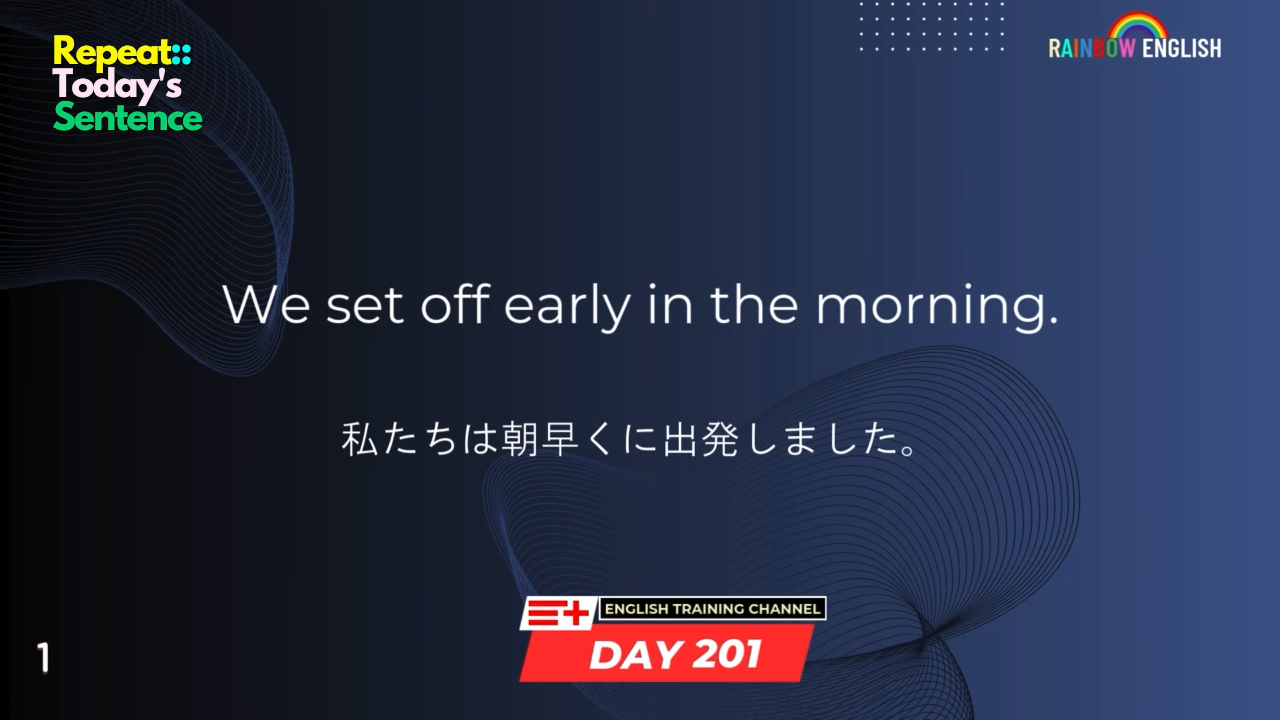 Repeat::
Today's
Sentence
RAINBOW ENGLISH
We set off early in the morning.
私たちは朝早くに出発しました。
E+ ENGLISH TRAINING CHANNEL
DAY 201
1